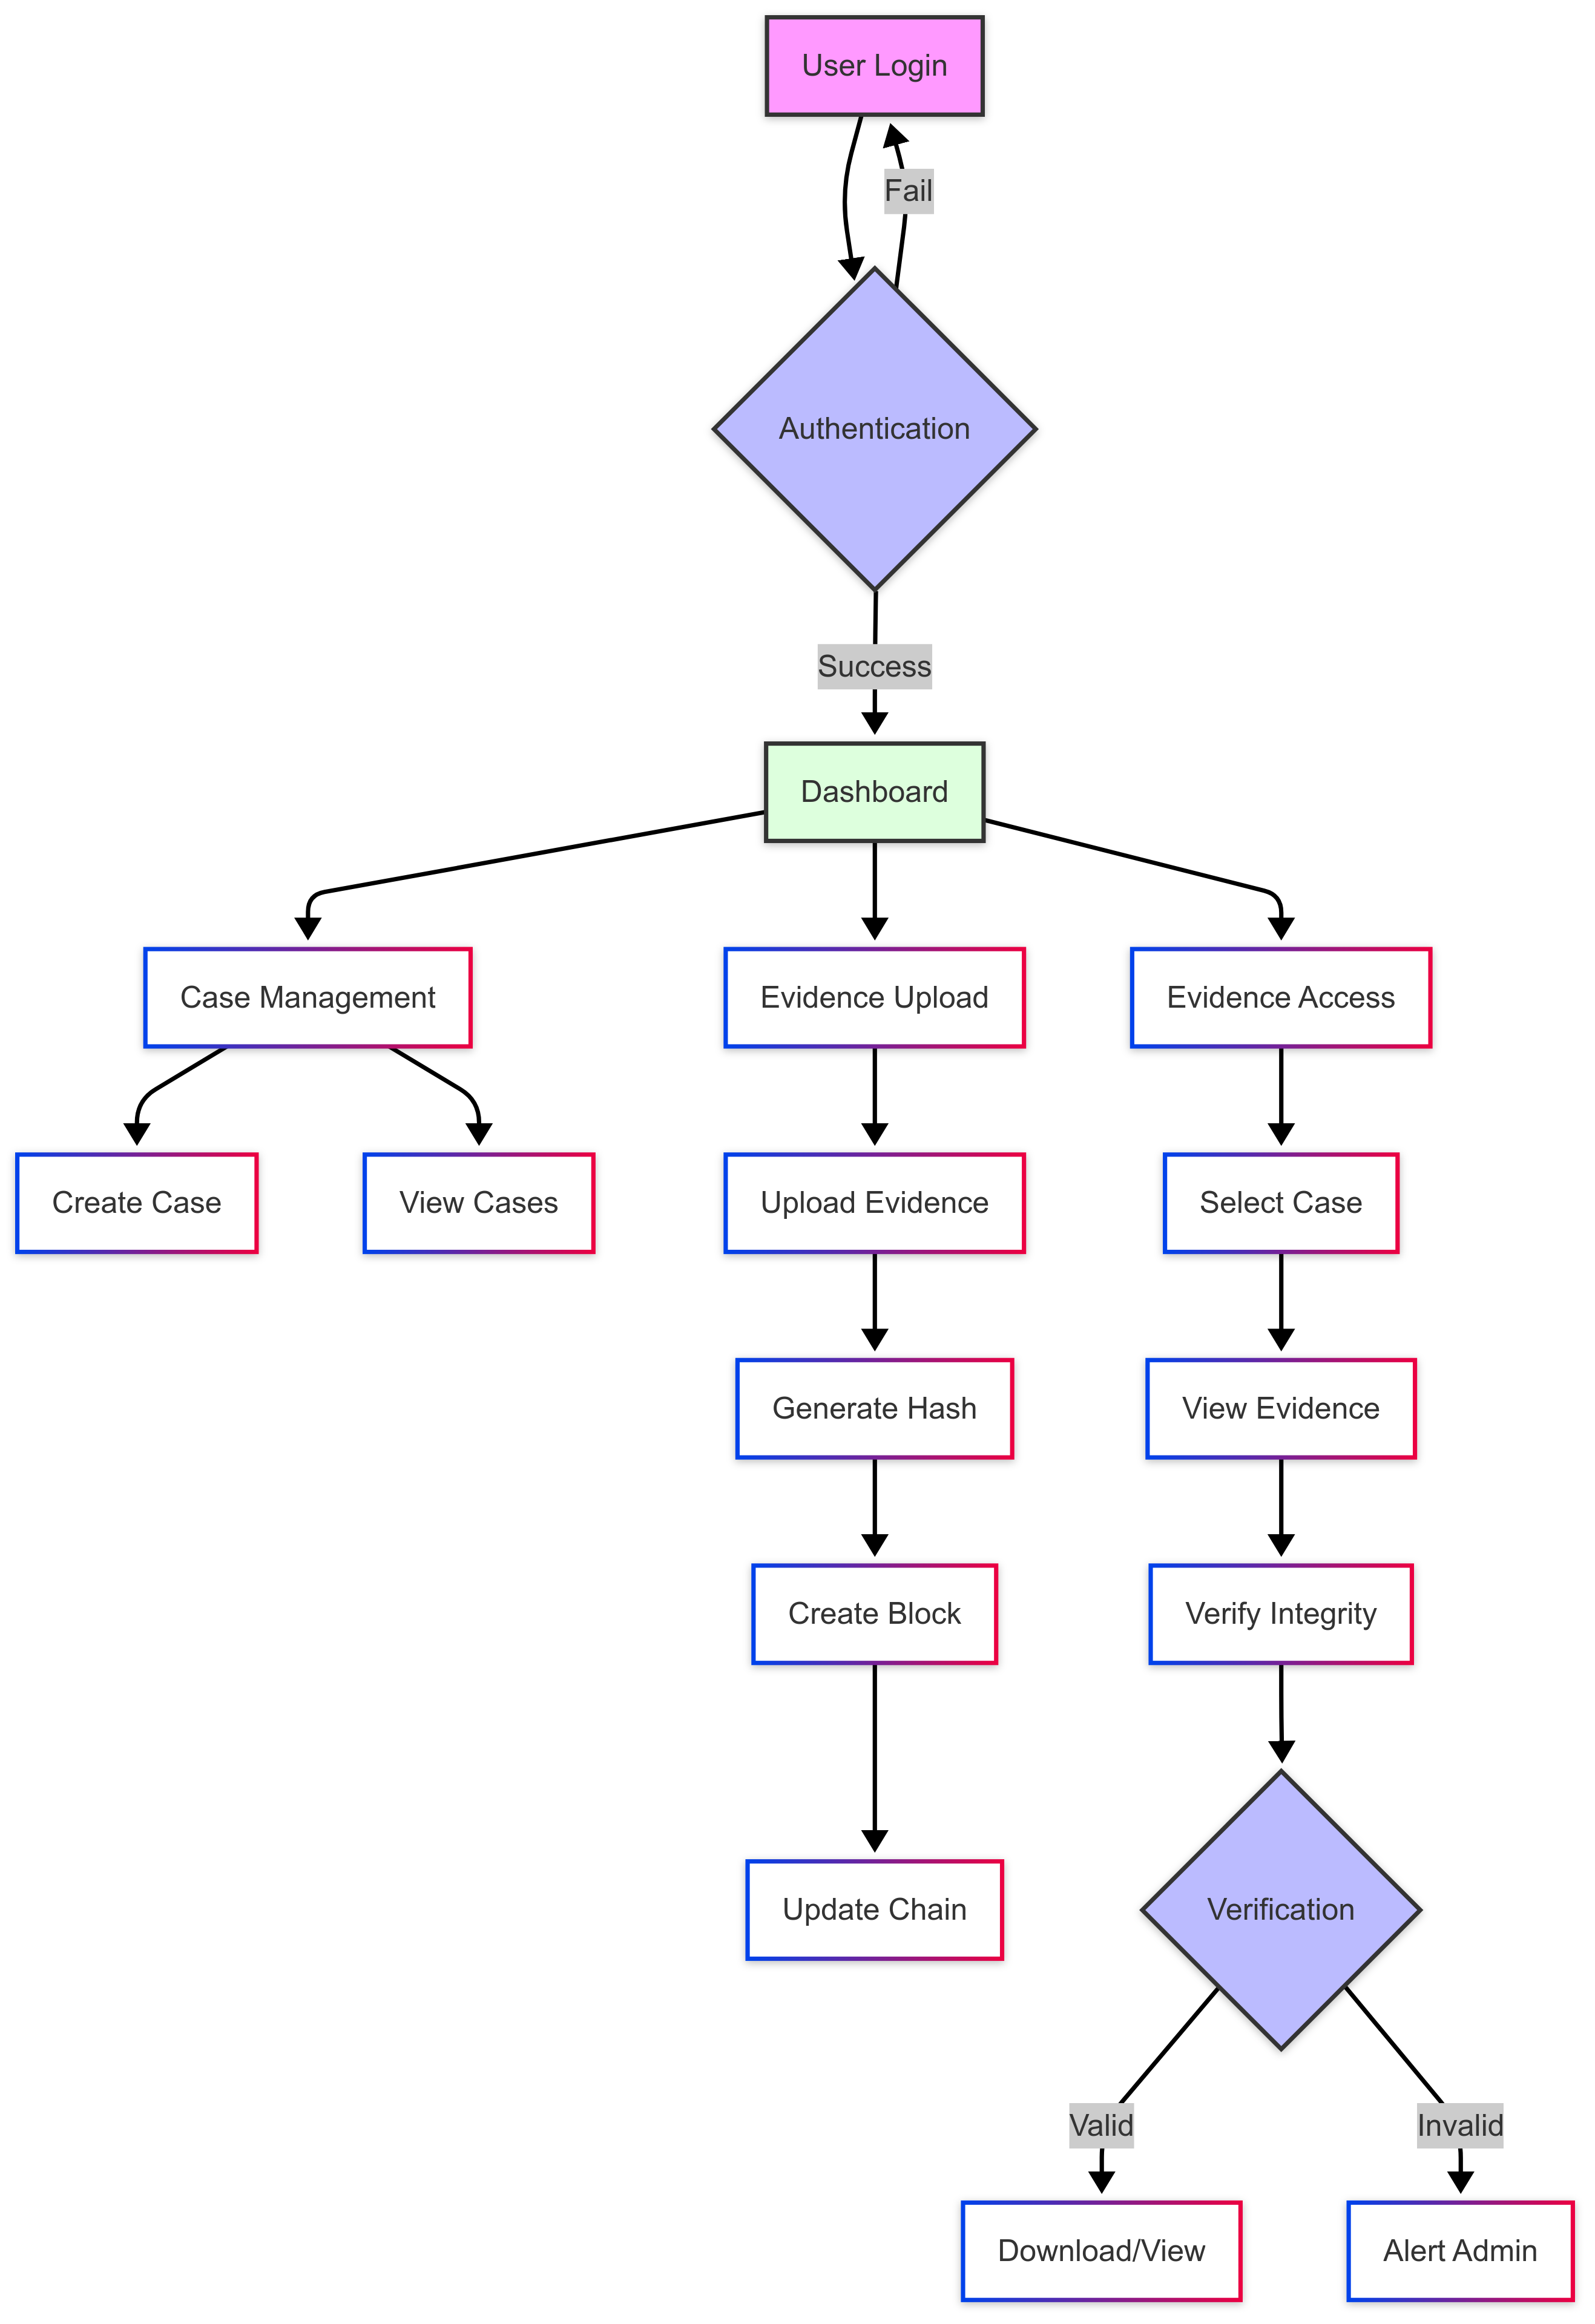 User Login
Fail
Authentication
Success
Dashboard
Case Management
Evidence Upload
Evidence Access
Create Case
View Cases
Upload Evidence
Select Case
Generate Hash
View Evidence
Create Block
Verify Integrity
Update Chain
Verification
Valid
Invalid
Download/View
Alert Admin